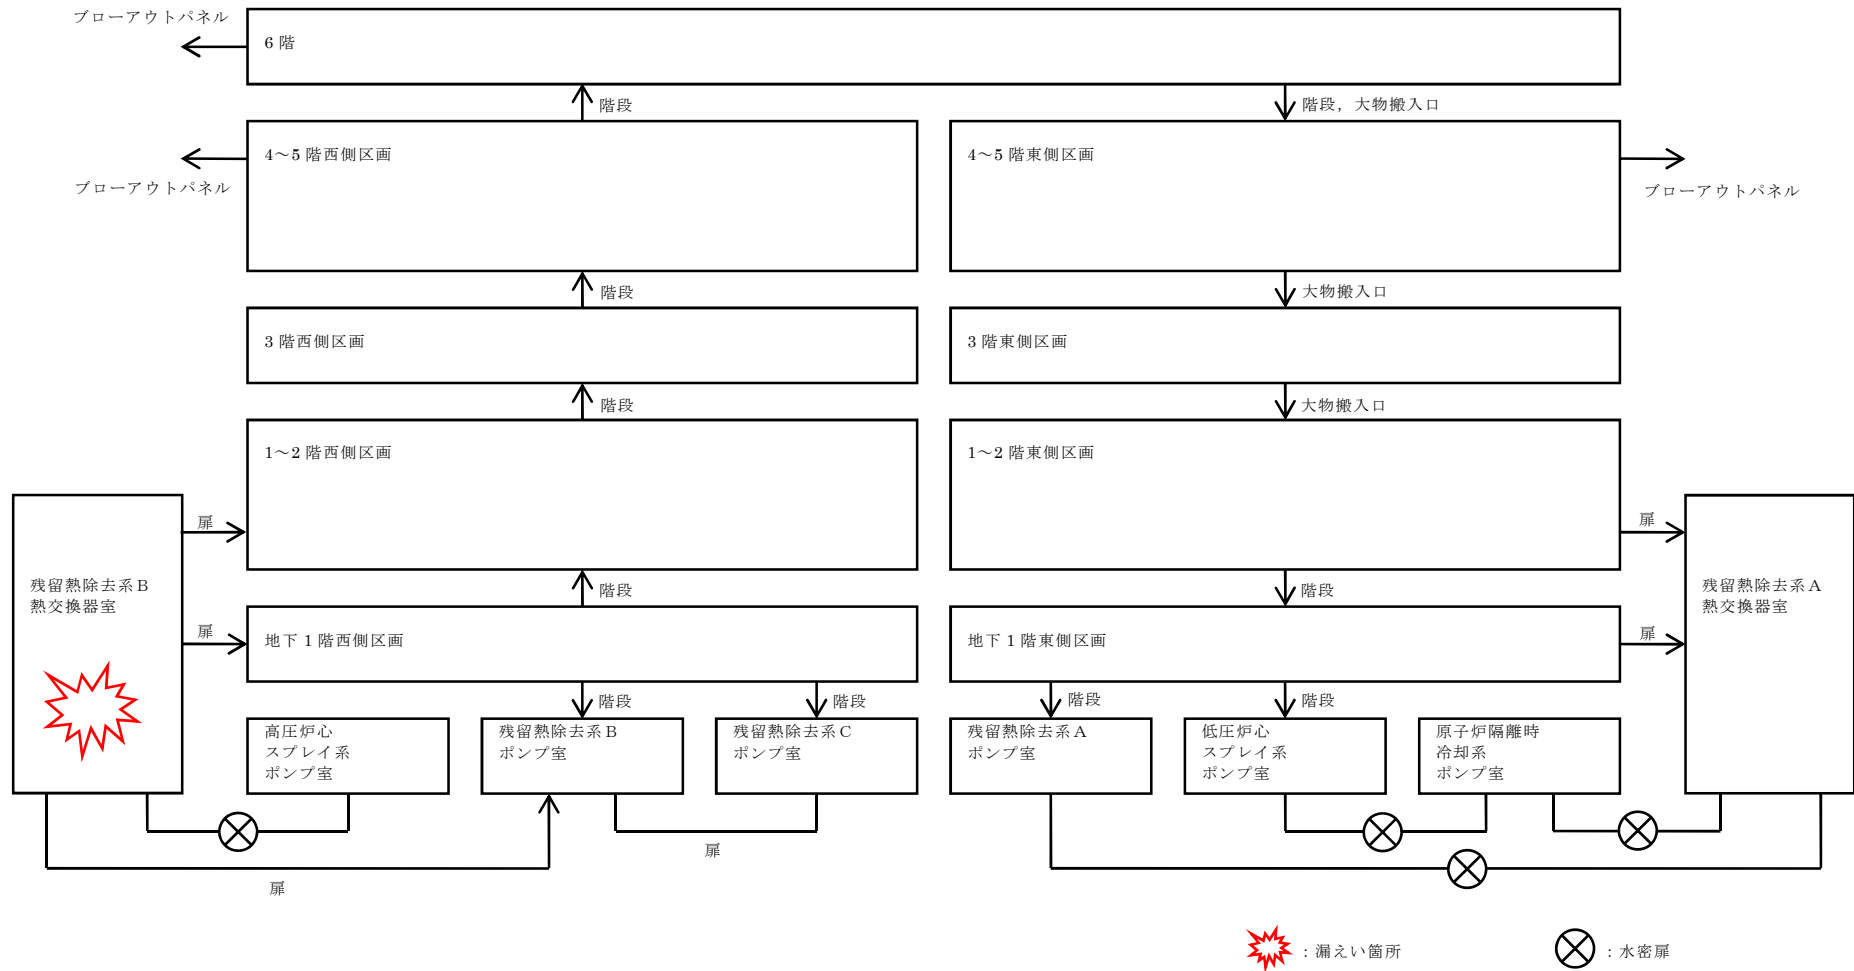 ブローアウトパネル
6 階
階段
階段，大物搬入口
4～5 階西側区画
4～5 階東側区画
ブローアウトパネル
ブローアウトパネル
階段
大物搬入口
3 階西側区画
3 階東側区画
階段
大物搬入口
1～2 階西側区画
1～2 階東側区画
扉
扉
残留熱除去系 B
熱交換器室
残留熱除去系 A
熱交換器室
階段
階段
扉
扉
地下 1 階西側区画
地下 1 階東側区画
階段
階段
階段
階段
高圧炉心
スプレイ系
ポンプ室
残留熱除去系 B
ポンプ室
残留熱除去系 C
ポンプ室
残留熱除去系 A
ポンプ室
低圧炉心
スプレイ系
ポンプ室
原子炉隔離時
冷却系
ポンプ室
扉
扉
：漏えい箇所
：水密扉